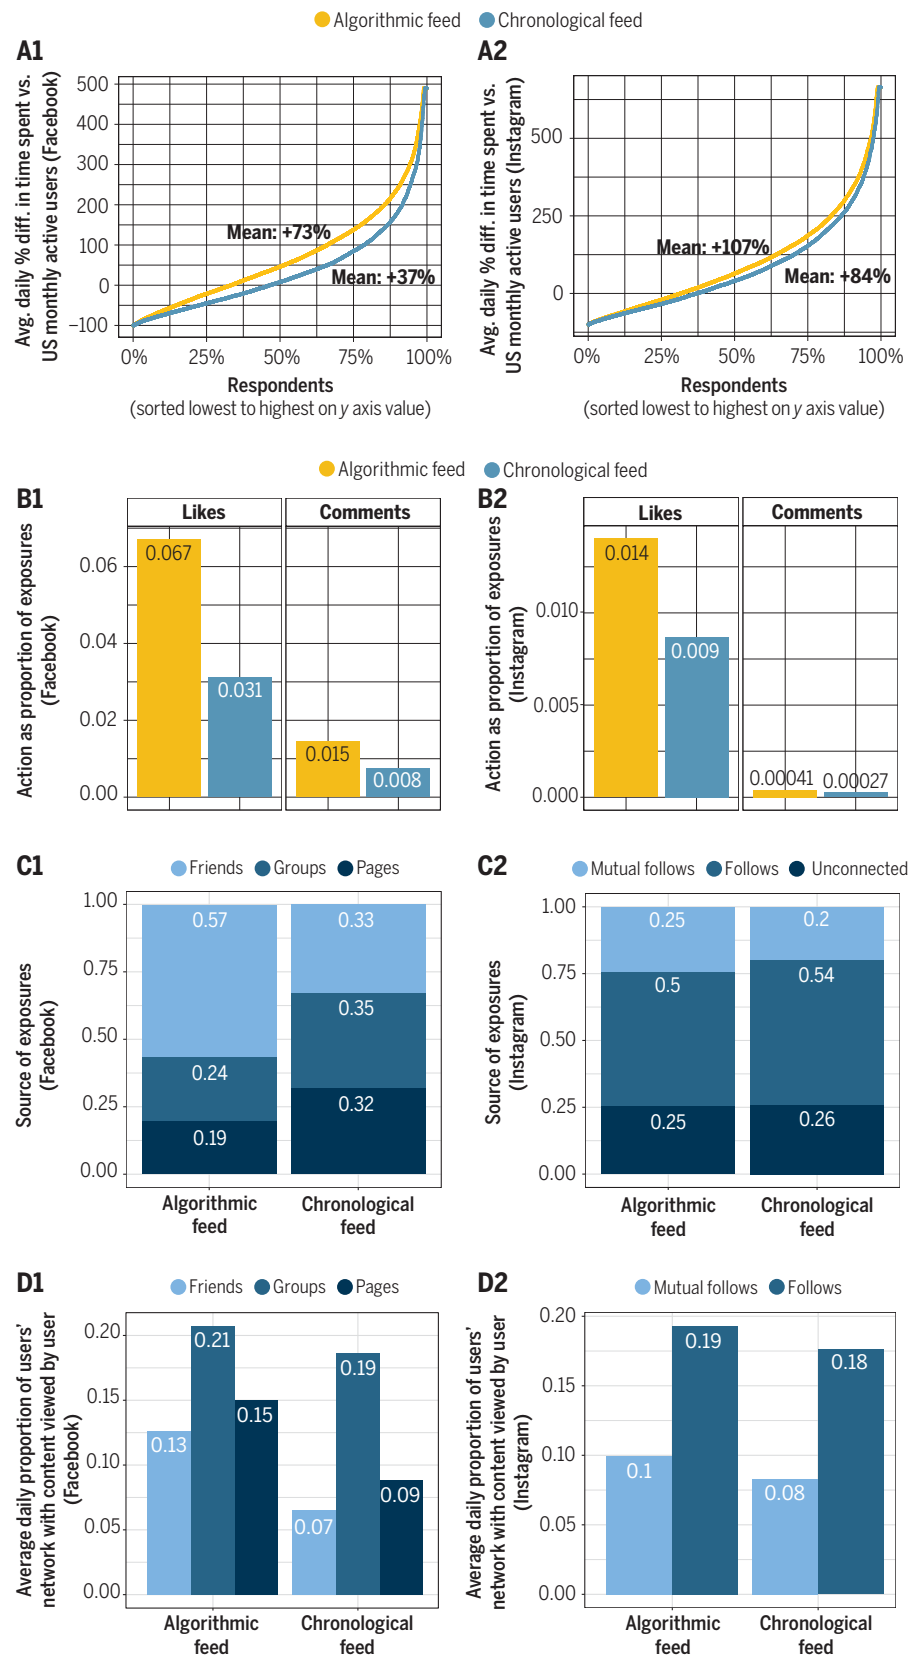 Algorithmic feed Chronological feed
A1
Avg. daily % diff. in time spent vs.
US monthly active users (Facebook)
500
400
300
200
100
0
–100
Mean: +73%
Mean: +37%
0% 25% 50% 75% 100%
Respondents
(sorted lowest to highest on y axis value)
A2
Avg. daily % diff. in time spent vs.
US monthly active users (Instagram)
500
250
0
Mean: +107%
Mean: +84%
0% 25% 50% 75% 100%
Respondents
(sorted lowest to highest on y axis value)
Algorithmic feed Chronological feed
B1
Action as proportion of exposures
(Facebook)
Likes Comments
0.06
0.04
0.02
0.00
0.067
0.031
0.015
0.008
B2
Action as proportion of exposures
(Instagram)
Likes Comments
0.010
0.005
0.000
0.014
0.009
0.00041 0.00027
C1
Friends Groups Pages
Source of exposures
(Facebook)
1.00
0.75
0.50
0.25
0.00
0.57 0.33
0.35
0.24
0.32
0.19
Algorithmic
feed
Chronological
feed
C2
Mutual follows Follows Unconnected
Source of exposures
(Instagram)
1.00
0.75
0.50
0.25
0.00
0.25 0.2
0.5 0.54
0.25 0.26
Algorithmic
feed
Chronological
feed
D1
Friends Groups Pages
Average daily proportion of users’
network with content viewed by user
(Facebook)
0.20
0.15
0.10
0.05
0.00
0.13 0.21 0.15
0.07 0.19 0.09
Algorithmic
feed
Chronological
feed
D2
Mutual follows Follows
Average daily proportion of users’
network with content viewed by user
(Instagram)
0.20
0.15
0.10
0.05
0.00
0.1 0.19
0.08 0.18
Algorithmic
feed
Chronological
feed